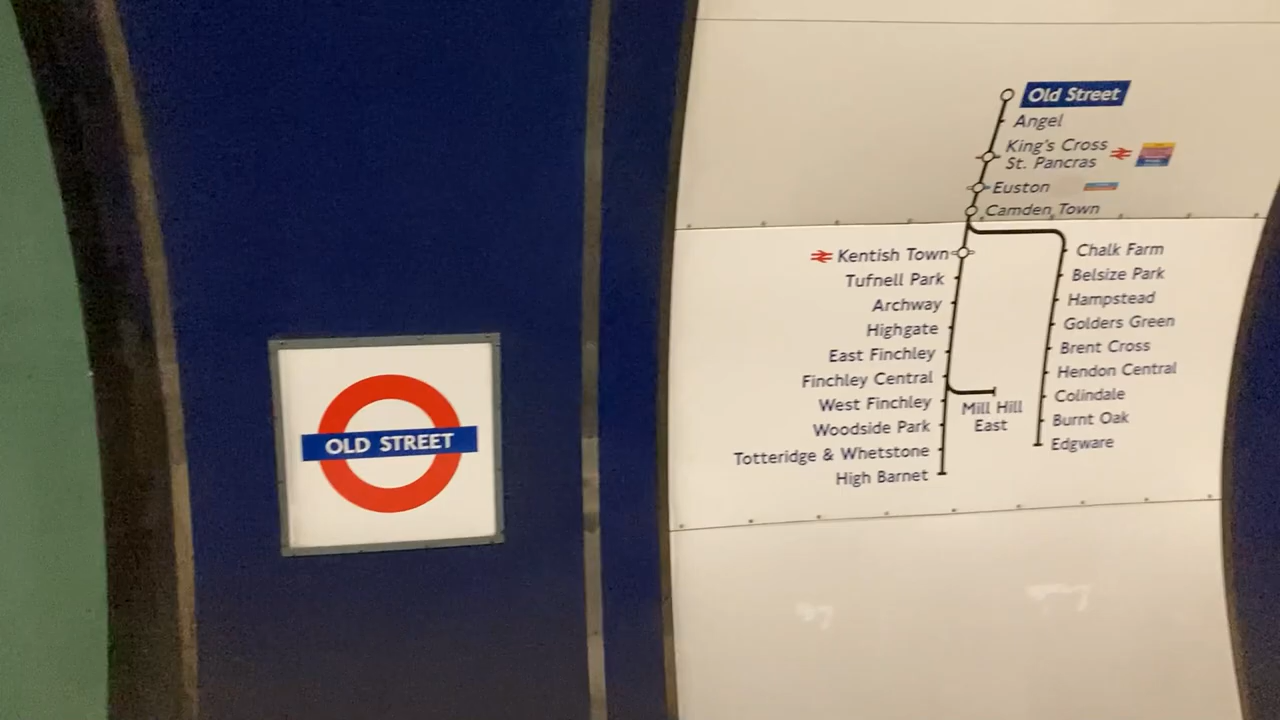 OLD STREET
Old Street
Angel
King's Cross
St. Pancras
Euston
Camden Town
Kentish Town
Tufnell Park
Archway
Highgate
East Finchley
Finchley Central
West Finchley
Woodside Park
Totteridge & Whetstone
High Barnet
Mill Hill
East
Chalk Farm
Belsize Park
Hampstead
Golders Green
Brent Cross
Hendon Central
Colindale
Burnt Oak
Edgware